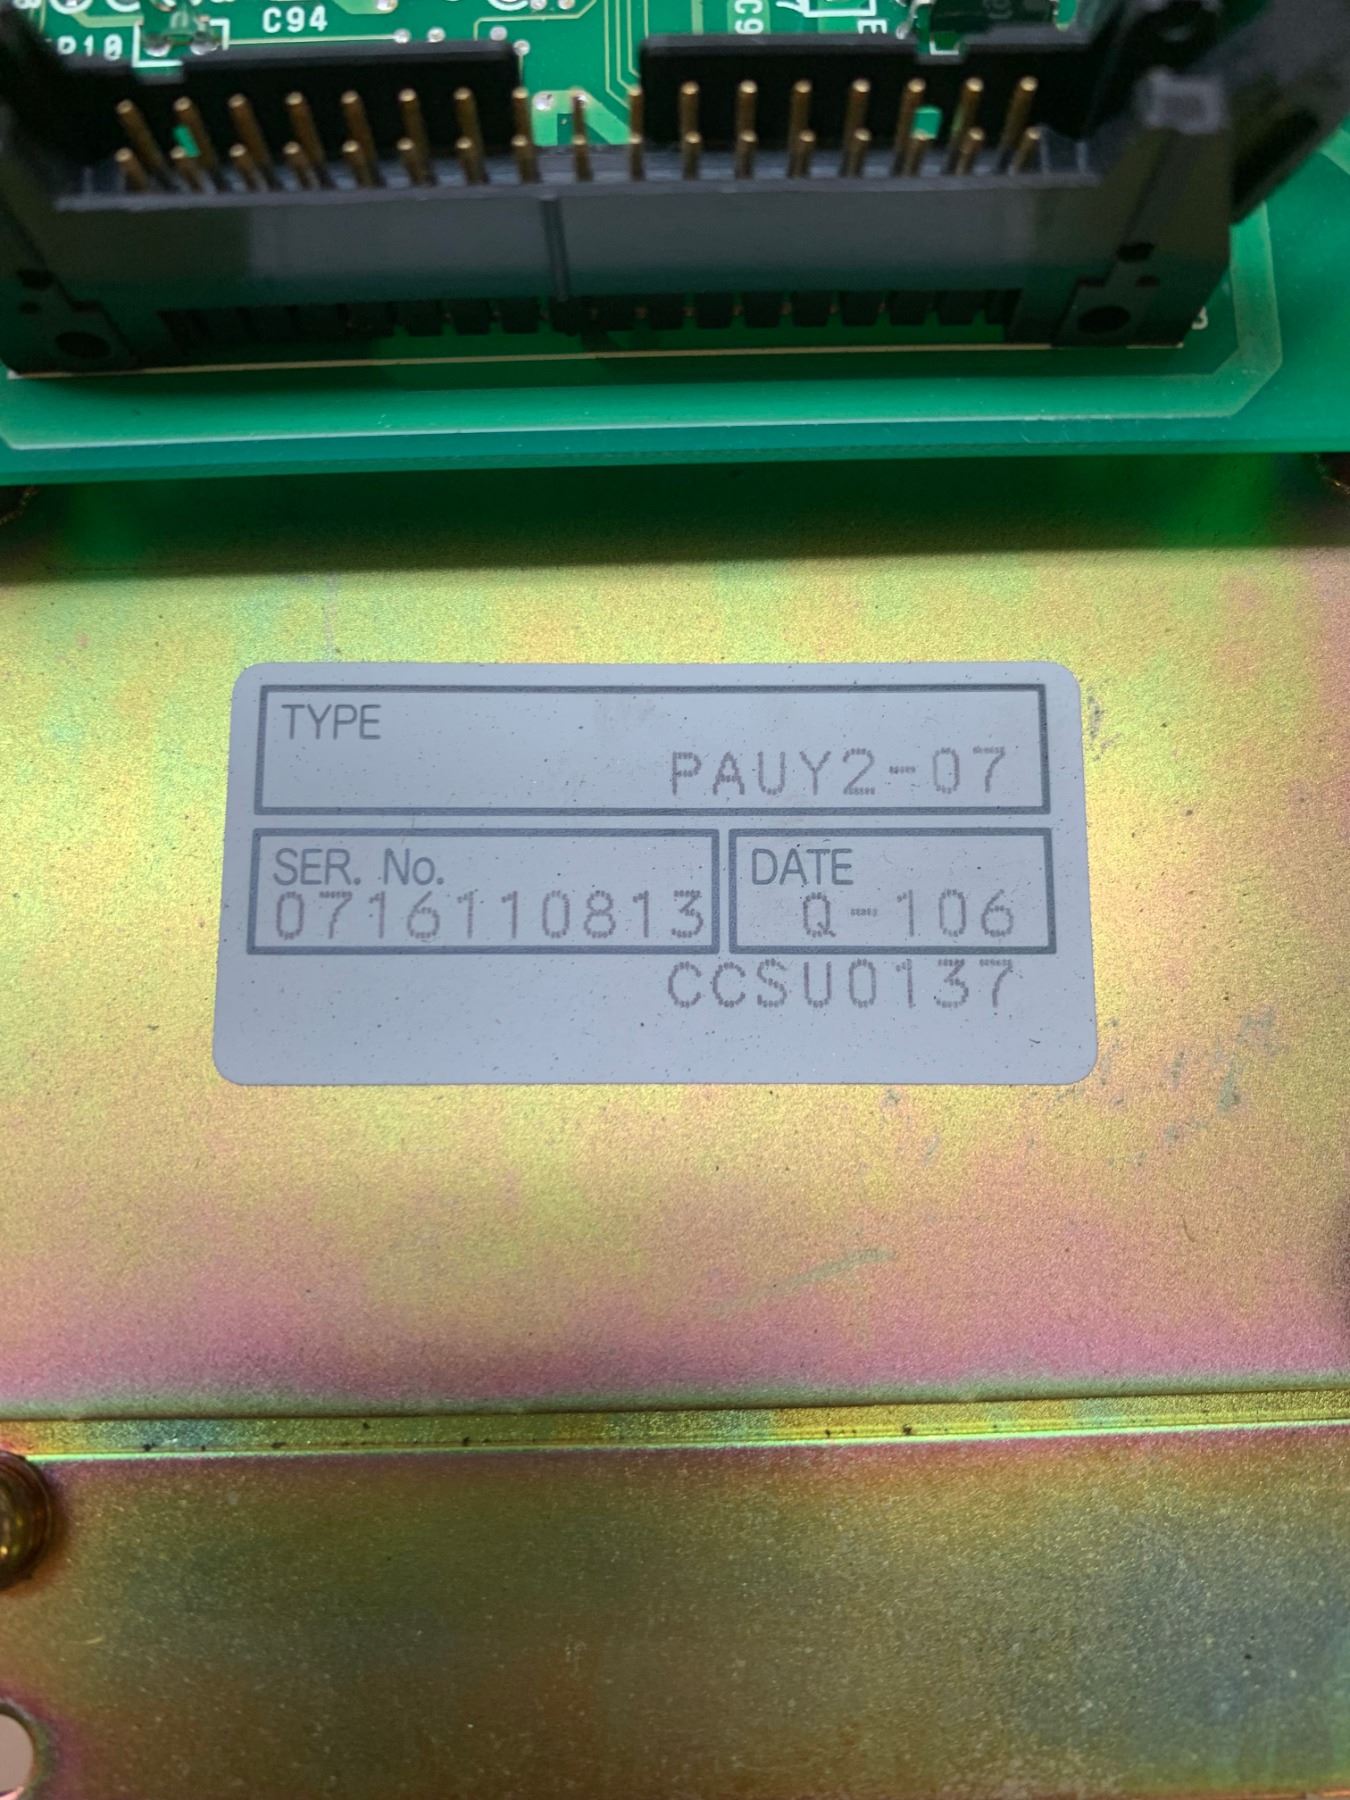 C94
TYPE
PAUY2-07
SER. No.
0716110813
DATE
Q-106
CCSU0137